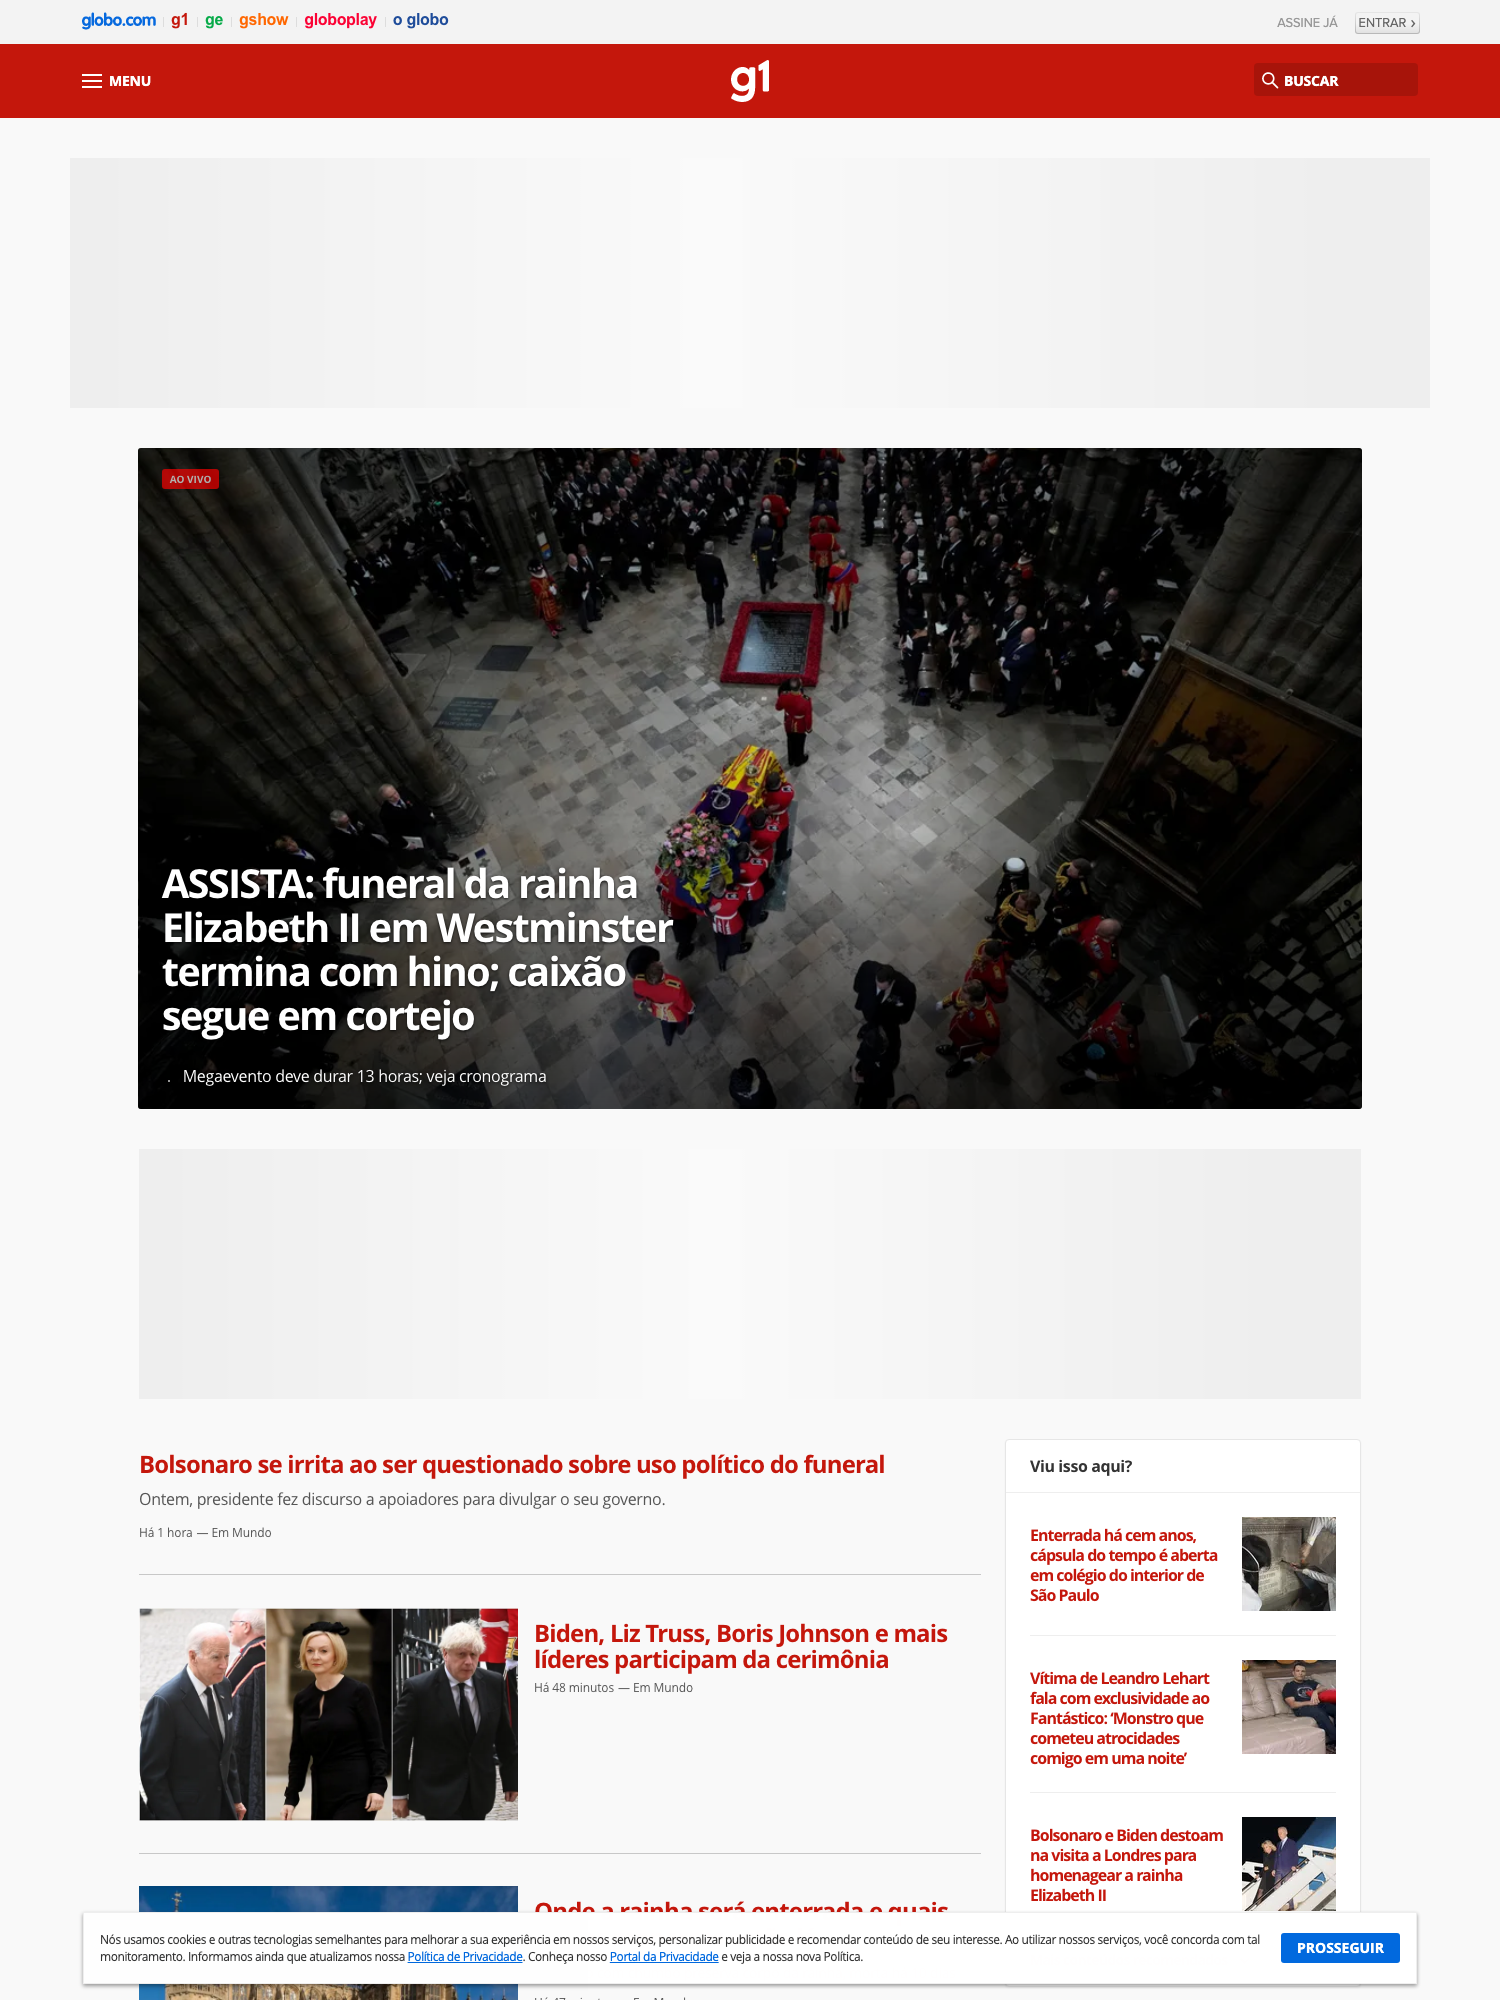 globo.com g1 ge gshow globoplay o globo ASSINE JÁ ENTRAR ›
MENU g1 BUSCAR
AO VIVO
ASSISTA: funeral da rainha
Elizabeth II em Westminster
termina com hino; caixão
segue em cortejo
. Megaevento deve durar 13 horas; veja cronograma
Bolsonaro se irrita ao ser questionado sobre uso político do funeral
Ontem, presidente fez discurso a apoiadores para divulgar o seu governo.
Há 1 hora — Em Mundo
Biden, Liz Truss, Boris Johnson e mais
líderes participam da cerimônia
Há 48 minutos — Em Mundo
Onde a rainha será enterrada e quais
Viu isso aqui?
Enterrada há cem anos,
cápsula do tempo é aberta
em colégio do interior de
São Paulo
Vítima de Leandro Lehart
fala com exclusividade ao
Fantástico: ‘Monstro que
cometeu atrocidades
comigo em uma noite’
Bolsonaro e Biden destoam
na visita a Londres para
homenagear a rainha
Elizabeth II
Nós usamos cookies e outras tecnologias semelhantes para melhorar a sua experiência em nossos serviços, personalizar publicidade e recomendar conteúdo de seu interesse. Ao utilizar nossos serviços, você concorda com tal
monitoramento. Informamos ainda que atualizamos nossa Política de Privacidade. Conheça nosso Portal da Privacidade e veja a nossa nova Política.
PROSSEGUIR